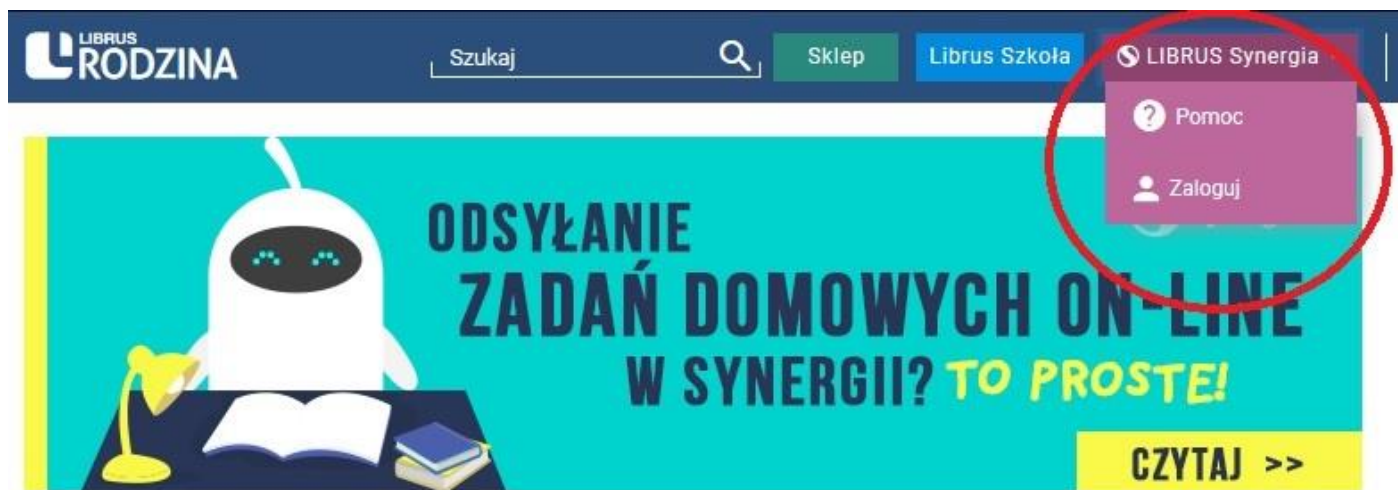 LIBRUS
RODZINA
Szukaj
Sklep
Librus Szkoła
LIBRUS Synergia
Pomoc
Zaloguj
ODSYŁANIE
ZADAŃ DOMOWYCH ON-LINE
W SYNERGII? TO PROSTE!
CZYTAJ >>